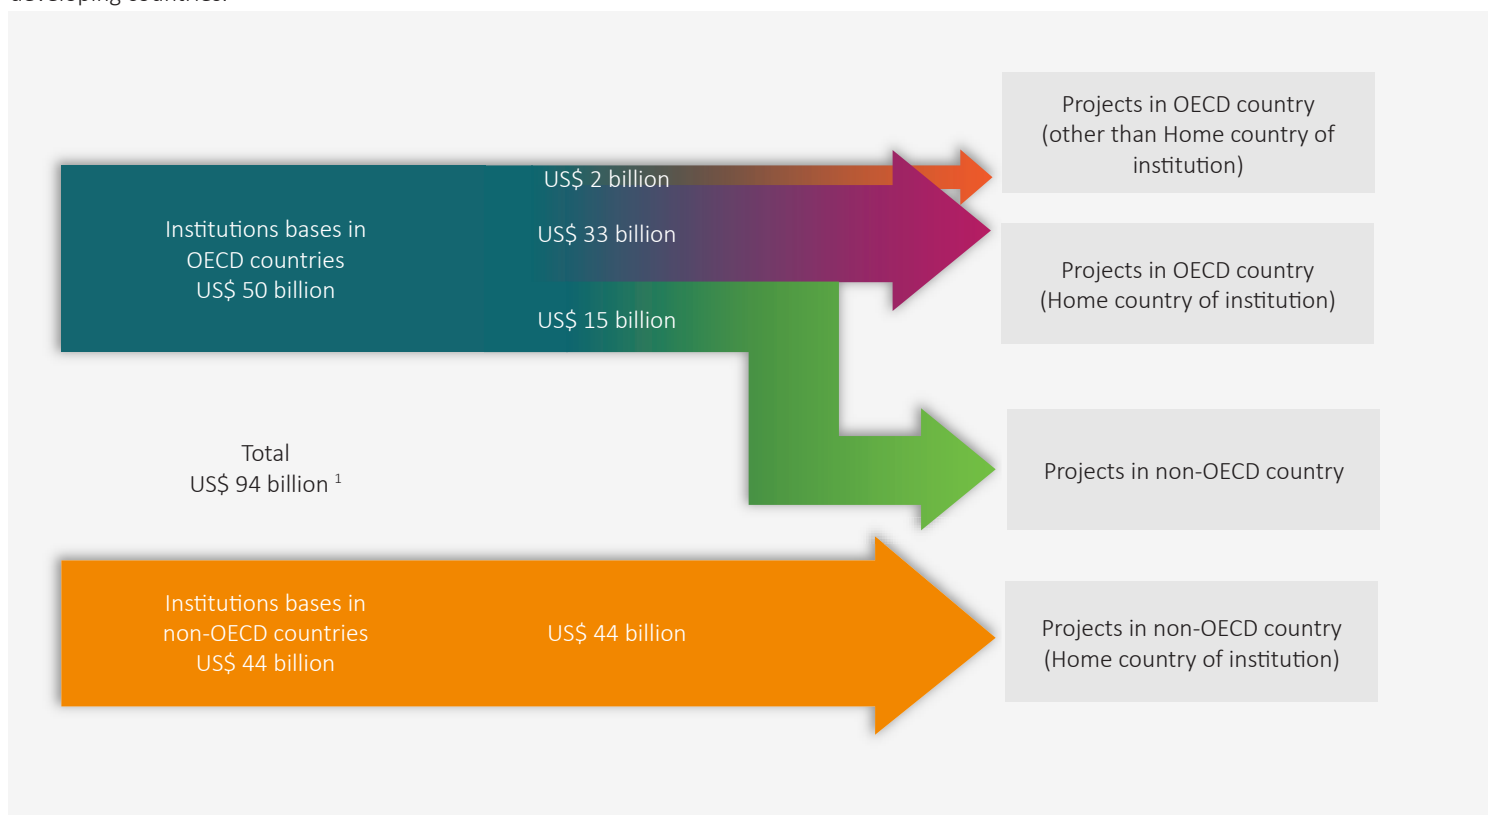 developing countries.
Projects in OECD country
(other than Home country of
institution)
US$ 2 billion
Institutions bases in
OECD countries
US$ 50 billion
US$ 33 billion
Projects in OECD country
(Home country of institution)
US$ 15 billion
Total
US$ 94 billion ¹
Projects in non-OECD country
Institutions bases in
non-OECD countries
US$ 44 billion
US$ 44 billion
Projects in non-OECD country
(Home country of institution)